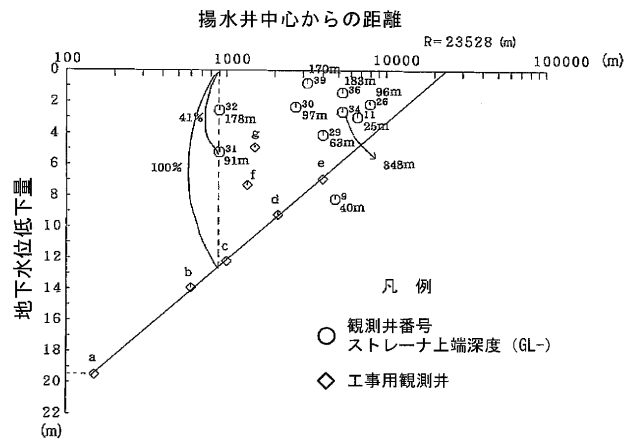 揚水井中心からの距離
R=23528 (m)
100 1000 10000 100000 (m)
地下水位低下量
0
2
4
6
8
10
12
14
16
18
20
22
(m)
170m
39
183m
36
96m
26
32
178m
30
97m
34
11
25m
41%
g
29
63m
31
91m
848m
100%
f
e
9
40m
d
c
b
a
凡 例
観測井番号
ストレーナ上端深度 (GL-)
工事用観測井